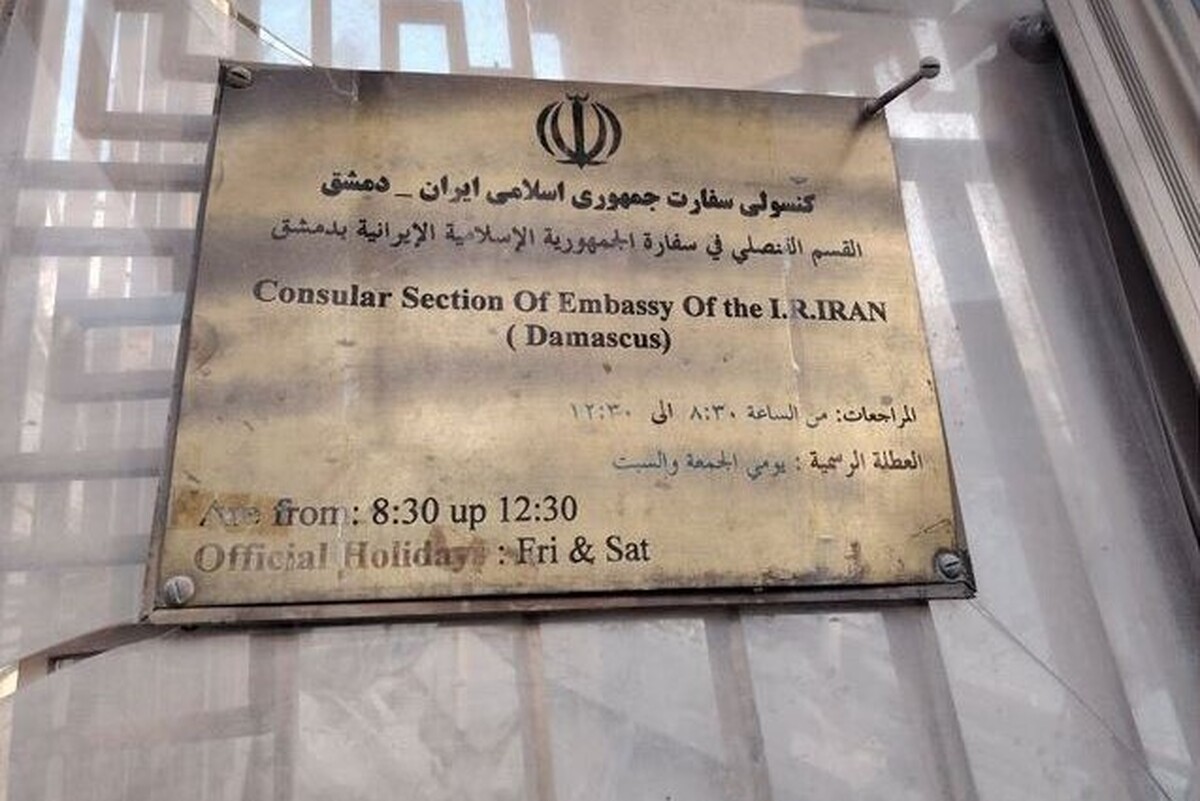 کنسولی سفارت جمهوری اسلامی ایران _ دمشق
القسم القنصلي في سفارة الجمهورية الإسلامية الإيرانية بدمشق
Consular Section Of Embassy Of the I.R.IRAN
( Damascus)
المراجعات: من الساعة ٨:٣٠ الى ١٢:٣٠
العطلة الرسمية : يومي الجمعة والسبت
Are from: 8:30 up 12:30
Official Holidays : Fri & Sat